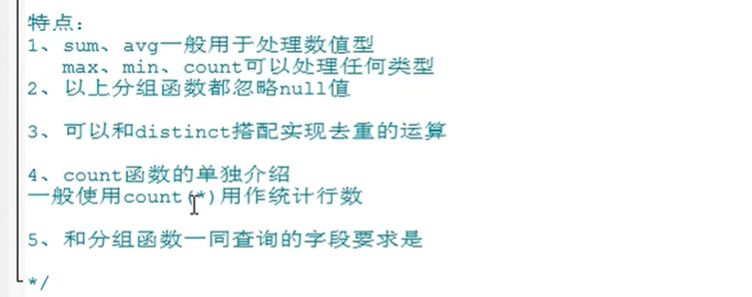 特点：
1、sum、avg一般用于处理数值型
max、min、count可以处理任何类型
2、以上分组函数都忽略null值
3、可以和distinct搭配实现去重的运算
4、count函数的单独介绍
一般使用count(*)用作统计行数
5、和分组函数一同查询的字段要求是
*/